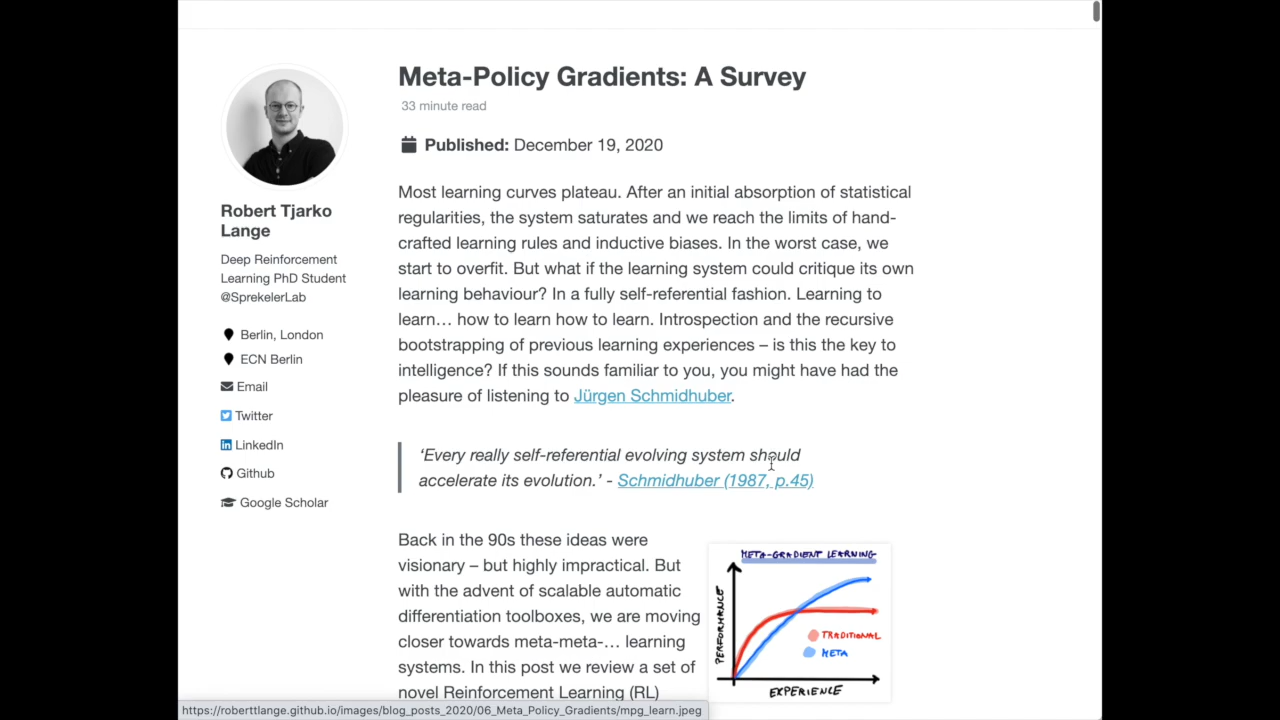 Meta-Policy Gradients: A Survey
33 minute read
Published: December 19, 2020
Most learning curves plateau. After an initial absorption of statistical
regularities, the system saturates and we reach the limits of hand-
crafted learning rules and inductive biases. In the worst case, we
start to overfit. But what if the learning system could critique its own
learning behaviour? In a fully self-referential fashion. Learning to
learn… how to learn how to learn. Introspection and the recursive
bootstrapping of previous learning experiences – is this the key to
intelligence? If this sounds familiar to you, you might have had the
pleasure of listening to Jürgen Schmidhuber.
‘Every really self-referential evolving system should
accelerate its evolution.’ - Schmidhuber (1987, p.45)
Back in the 90s these ideas were
visionary – but highly impractical. But
with the advent of scalable automatic
differentiation toolboxes, we are moving
closer towards meta-meta-… learning
systems. In this post we review a set of
novel Reinforcement Learning (RL)
META-GRADIENT LEARNING
PERFORMANCE
TRADITIONAL
META
EXPERIENCE
Robert Tjarko
Lange
Deep Reinforcement
Learning PhD Student
@SprekelerLab
Berlin, London
ECN Berlin
Email
Twitter
LinkedIn
Github
Google Scholar
https://roberttlange.github.io/images/blog_posts_2020/06_Meta_Policy_Gradients/mpg_learn.jpeg